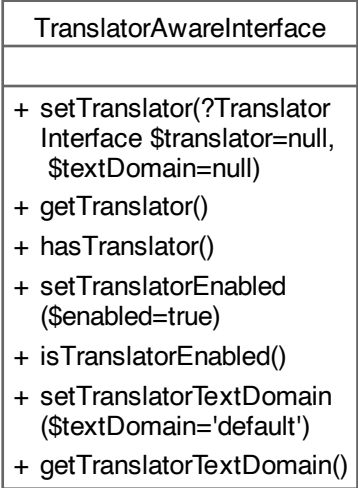 TranslatorAwareInterface
+ setTranslator(?Translator
Interface $translator=null,
$textDomain=null)
+ getTranslator()
+ hasTranslator()
+ setTranslatorEnabled
($enabled=true)
+ isTranslatorEnabled()
+ setTranslatorTextDomain
($textDomain='default')
+ getTranslatorTextDomain()